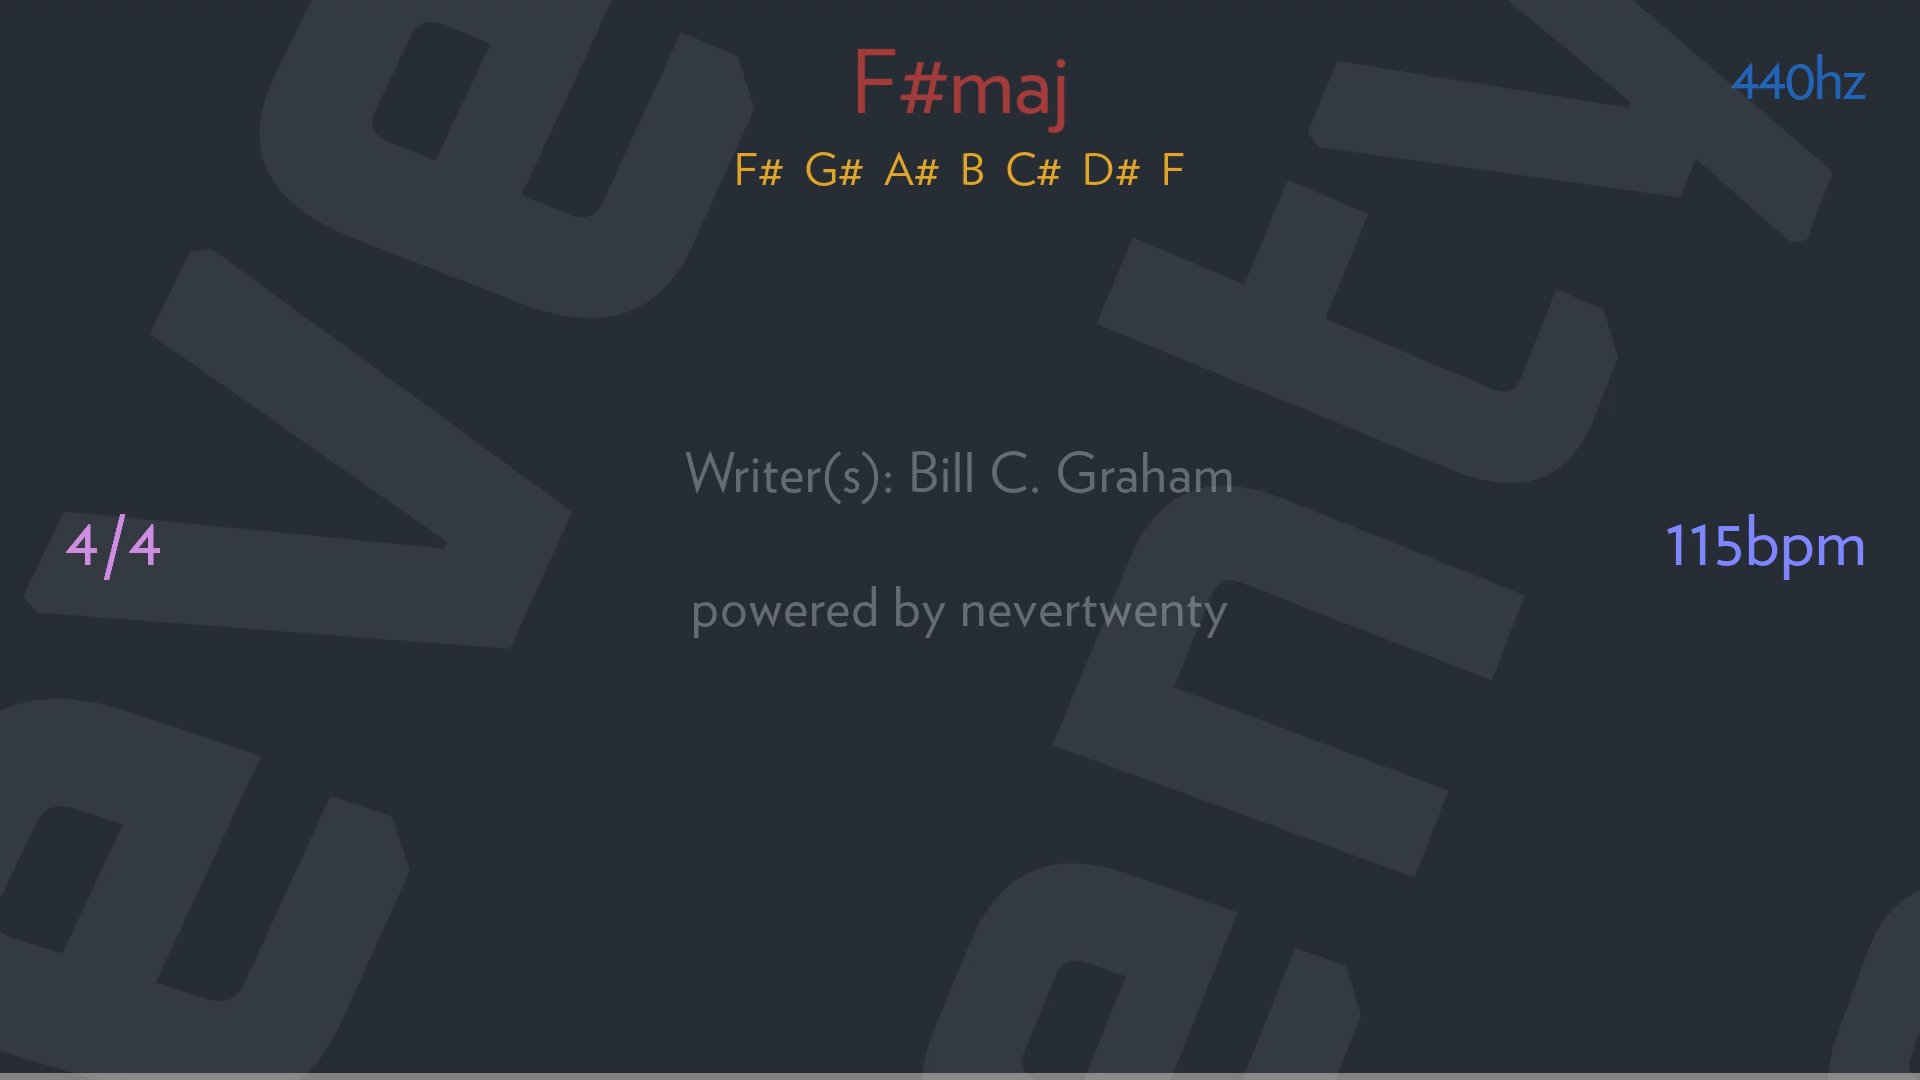 F#maj
440hz
F# G# A# B C# D# F
Writer(s): Bill C. Graham
4/4
115bpm
powered by nevertwenty